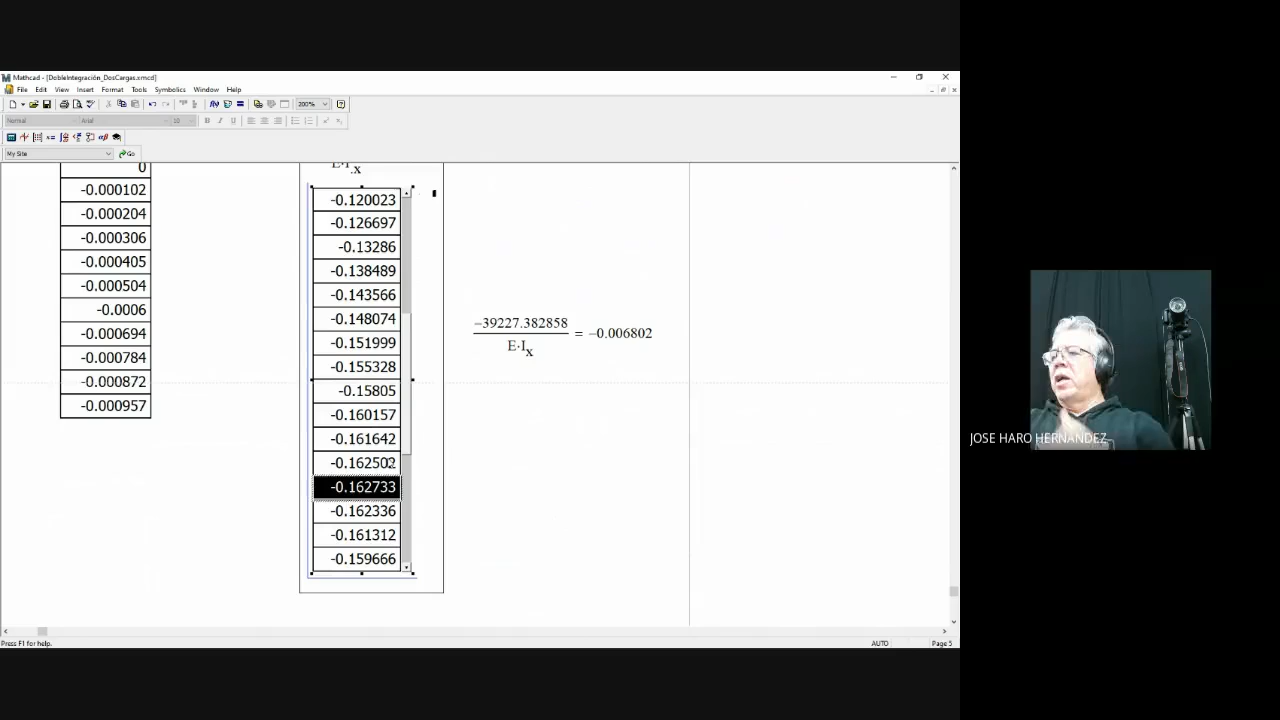 Mathcad - [DobleIntegración_DosCargas.xmcd]
File Edit View Insert Format Tools Symbolics Window Help
200%
Normal Arial 10 B I U
My Site Go
0
-0.000102
-0.000204
-0.000306
-0.000405
-0.000504
-0.0006
-0.000694
-0.000784
-0.000872
-0.000957
E·I
x
-0.120023
-0.126697
-0.13286
-0.138489
-0.143566
-0.148074
-0.151999
-0.155328
-0.15805
-0.160157
-0.161642
-0.162502
-0.162733
-0.162336
-0.161312
-0.159666
−39227.382858
E·Ix = −0.006802
JOSE HARO HERNANDEZ
Press F1 for help.
AUTO Page 5